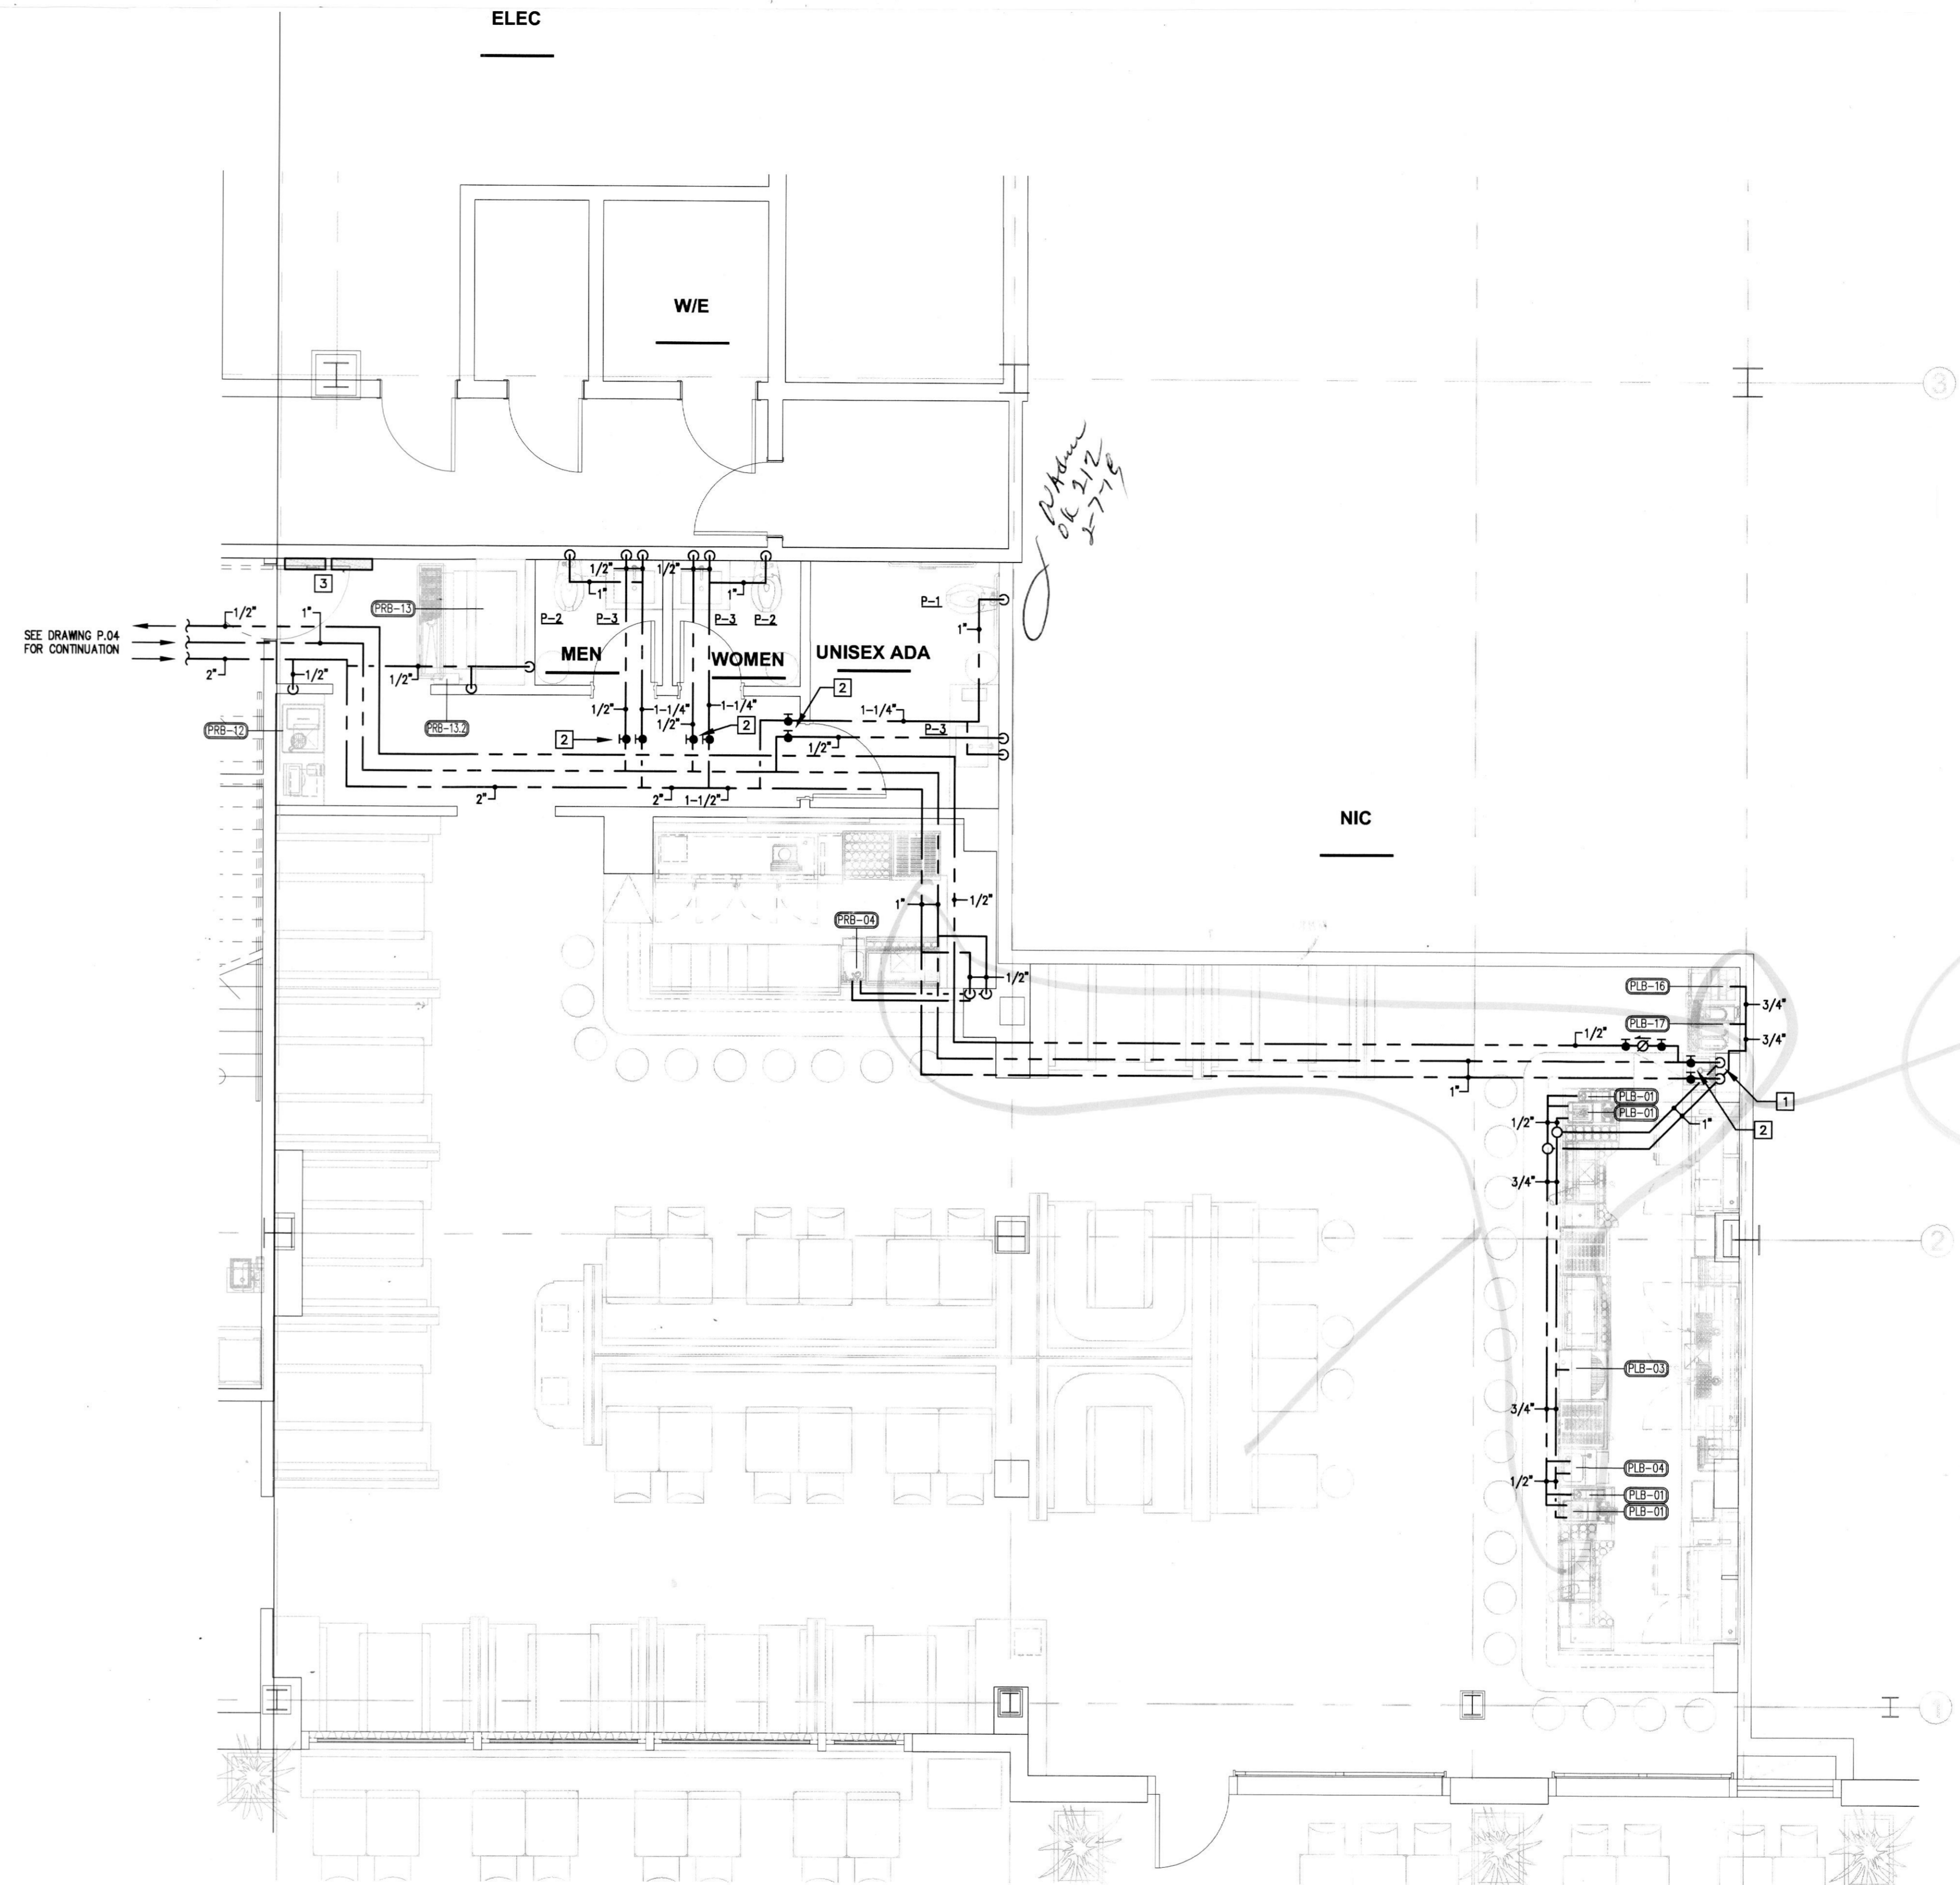 ELEC
W/E
3
OK 212
2-7-19
1/2"
1/2"
3
PRB-13
1"
1"
P-1
1/2"
1"
P-2
P-3
P-3
P-2
1"
SEE DRAWING P.04
FOR CONTINUATION
MEN
WOMEN
UNISEX ADA
2"
1/2"
1/2"
2
PRB-12
PRB-13.2
1/2"
1-1/4"
1/2"
1-1/4"
2
1-1/4"
P-3
2
1/2"
2"
2"
1-1/2"
NIC
1"
1/2"
PRB-04
1/2"
PLB-16
3/4"
PLB-17
1/2"
3/4"
1"
PLB-01
1
PLB-01
1/2"
1"
2
3/4"
2
PLB-03
3/4"
PLB-04
1/2"
PLB-01
PLB-01
1